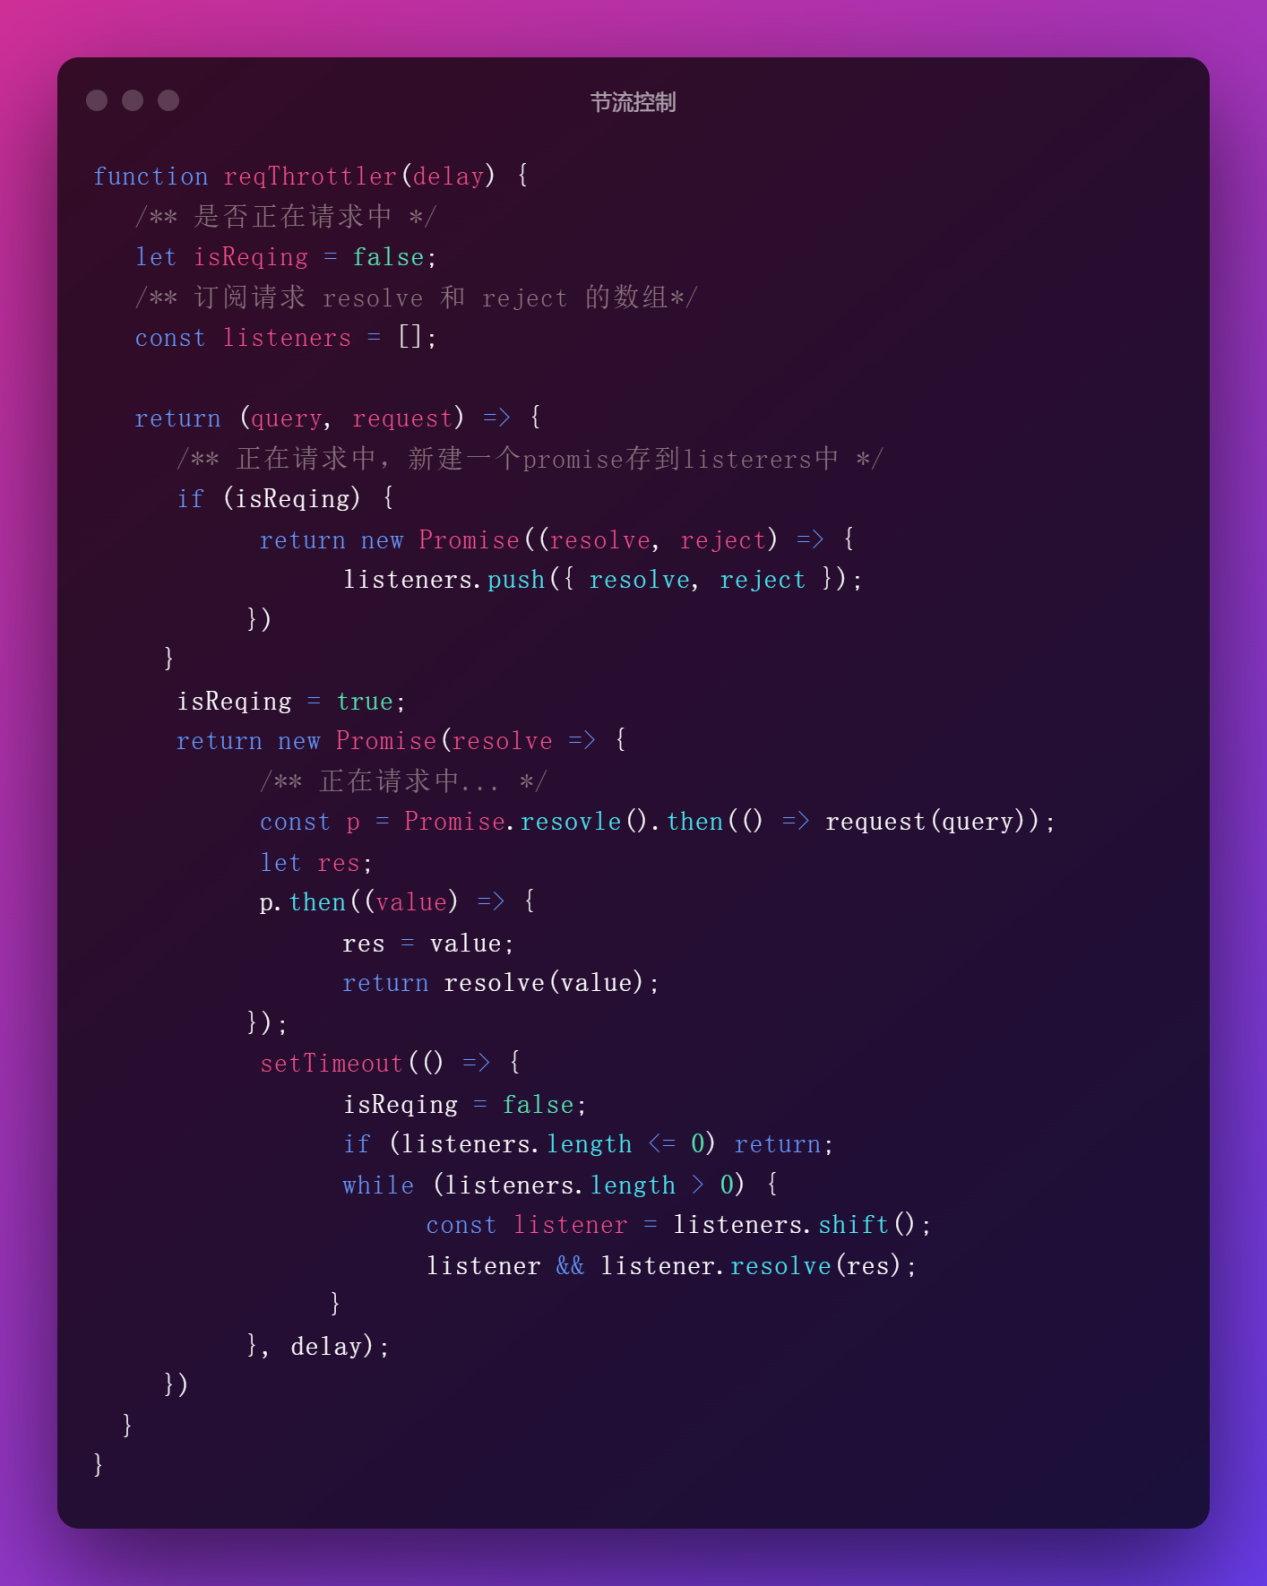 节流控制
function reqThrottler(delay) {
/** 是否正在请求中 */
let isReqing = false;
/** 订阅请求 resolve 和 reject 的数组*/
const listeners = [];
return (query, request) => {
/** 正在请求中，新建一个promise存到listerers中 */
if (isReqing) {
return new Promise((resolve, reject) => {
listeners.push({ resolve, reject });
})
}
isReqing = true;
return new Promise(resolve => {
/** 正在请求中... */
const p = Promise.resovle().then(() => request(query));
let res;
p.then((value) => {
res = value;
return resolve(value);
});
setTimeout(() => {
isReqing = false;
if (listeners.length <= 0) return;
while (listeners.length > 0) {
const listener = listeners.shift();
listener && listener.resolve(res);
}
}, delay);
})
}
}